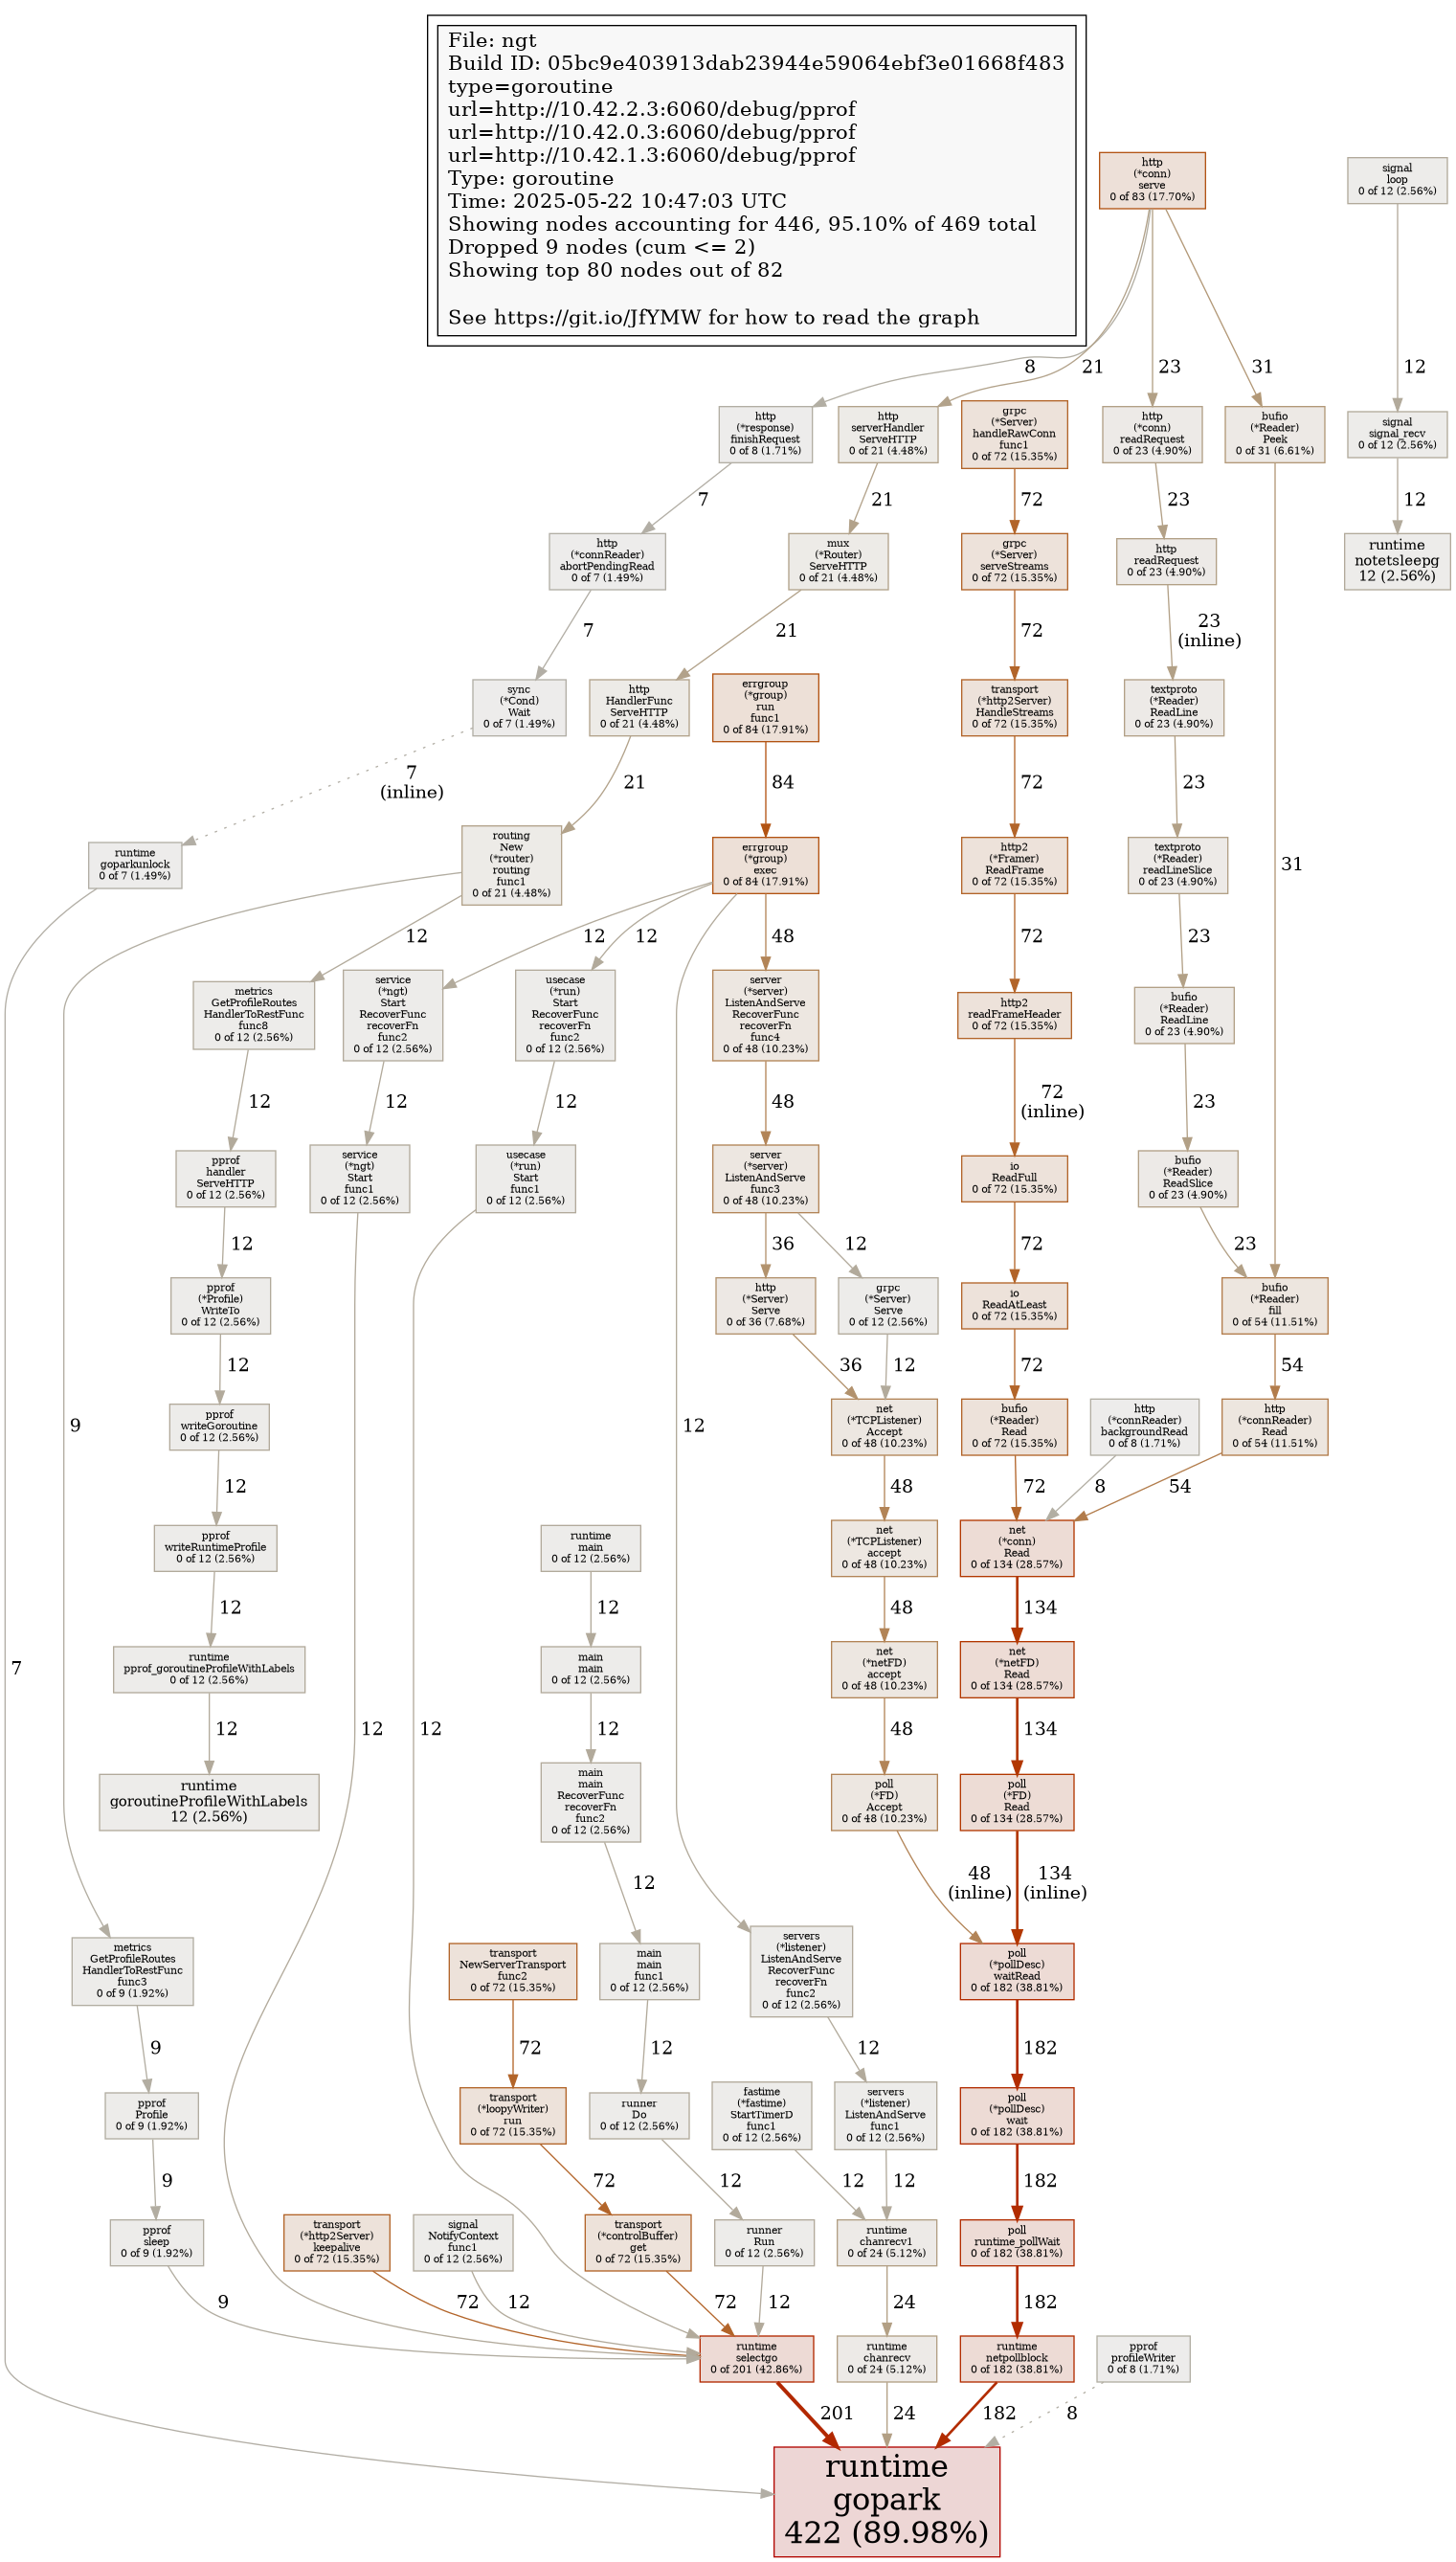 File: ngt
Build ID: 05bc9e403913dab23944e59064ebf3e01668f483
type=goroutine
url=http://10.42.2.3:6060/debug/pprof
url=http://10.42.0.3:6060/debug/pprof
url=http://10.42.1.3:6060/debug/pprof
Type: goroutine
Time: 2025-05-22 10:47:03 UTC
Showing nodes accounting for 446, 95.10% of 469 total
Dropped 9 nodes (cum <= 2)
Showing top 80 nodes out of 82
See https://git.io/JfYMW for how to read the graph
http
(*conn)
serve
0 of 83 (17.70%)
signal
loop
0 of 12 (2.56%)
8
21
23
31
12
http
(*response)
finishRequest
0 of 8 (1.71%)
http
serverHandler
ServeHTTP
0 of 21 (4.48%)
grpc
(*Server)
handleRawConn
func1
0 of 72 (15.35%)
http
(*conn)
readRequest
0 of 23 (4.90%)
bufio
(*Reader)
Peek
0 of 31 (6.61%)
signal
signal_recv
0 of 12 (2.56%)
7
21
72
23
12
http
(*connReader)
abortPendingRead
0 of 7 (1.49%)
mux
(*Router)
ServeHTTP
0 of 21 (4.48%)
grpc
(*Server)
serveStreams
0 of 72 (15.35%)
http
readRequest
0 of 23 (4.90%)
runtime
notetsleepg
12 (2.56%)
7
21
72
23
(inline)
sync
(*Cond)
Wait
0 of 7 (1.49%)
http
HandlerFunc
ServeHTTP
0 of 21 (4.48%)
errgroup
(*group)
run
func1
0 of 84 (17.91%)
transport
(*http2Server)
HandleStreams
0 of 72 (15.35%)
textproto
(*Reader)
ReadLine
0 of 23 (4.90%)
7
(inline)
21
84
72
23
runtime
goparkunlock
0 of 7 (1.49%)
routing
New
(*router)
routing
func1
0 of 21 (4.48%)
errgroup
(*group)
exec
0 of 84 (17.91%)
http2
(*Framer)
ReadFrame
0 of 72 (15.35%)
textproto
(*Reader)
readLineSlice
0 of 23 (4.90%)
31
12
12
12
48
72
23
metrics
GetProfileRoutes
HandlerToRestFunc
func8
0 of 12 (2.56%)
service
(*ngt)
Start
RecoverFunc
recoverFn
func2
0 of 12 (2.56%)
usecase
(*run)
Start
RecoverFunc
recoverFn
func2
0 of 12 (2.56%)
server
(*server)
ListenAndServe
RecoverFunc
recoverFn
func4
0 of 48 (10.23%)
http2
readFrameHeader
0 of 72 (15.35%)
bufio
(*Reader)
ReadLine
0 of 23 (4.90%)
12
12
12
48
72
(inline)
23
pprof
handler
ServeHTTP
0 of 12 (2.56%)
service
(*ngt)
Start
func1
0 of 12 (2.56%)
usecase
(*run)
Start
func1
0 of 12 (2.56%)
server
(*server)
ListenAndServe
func3
0 of 48 (10.23%)
io
ReadFull
0 of 72 (15.35%)
bufio
(*Reader)
ReadSlice
0 of 23 (4.90%)
12
36
12
72
23
pprof
(*Profile)
WriteTo
0 of 12 (2.56%)
http
(*Server)
Serve
0 of 36 (7.68%)
grpc
(*Server)
Serve
0 of 12 (2.56%)
io
ReadAtLeast
0 of 72 (15.35%)
bufio
(*Reader)
fill
0 of 54 (11.51%)
12
36
12
72
54
9
pprof
writeGoroutine
0 of 12 (2.56%)
12
net
(*TCPListener)
Accept
0 of 48 (10.23%)
bufio
(*Reader)
Read
0 of 72 (15.35%)
http
(*connReader)
backgroundRead
0 of 8 (1.71%)
http
(*connReader)
Read
0 of 54 (11.51%)
12
48
72
8
54
pprof
writeRuntimeProfile
0 of 12 (2.56%)
runtime
main
0 of 12 (2.56%)
net
(*TCPListener)
accept
0 of 48 (10.23%)
net
(*conn)
Read
0 of 134 (28.57%)
12
12
48
134
7
runtime
pprof_goroutineProfileWithLabels
0 of 12 (2.56%)
main
main
0 of 12 (2.56%)
net
(*netFD)
accept
0 of 48 (10.23%)
net
(*netFD)
Read
0 of 134 (28.57%)
12
12
12
12
48
134
runtime
goroutineProfileWithLabels
12 (2.56%)
main
main
RecoverFunc
recoverFn
func2
0 of 12 (2.56%)
poll
(*FD)
Accept
0 of 48 (10.23%)
poll
(*FD)
Read
0 of 134 (28.57%)
12
48
(inline)
134
(inline)
metrics
GetProfileRoutes
HandlerToRestFunc
func3
0 of 9 (1.92%)
transport
NewServerTransport
func2
0 of 72 (15.35%)
main
main
func1
0 of 12 (2.56%)
servers
(*listener)
ListenAndServe
RecoverFunc
recoverFn
func2
0 of 12 (2.56%)
poll
(*pollDesc)
waitRead
0 of 182 (38.81%)
9
72
12
12
182
pprof
Profile
0 of 9 (1.92%)
transport
(*loopyWriter)
run
0 of 72 (15.35%)
runner
Do
0 of 12 (2.56%)
fastime
(*fastime)
StartTimerD
func1
0 of 12 (2.56%)
servers
(*listener)
ListenAndServe
func1
0 of 12 (2.56%)
poll
(*pollDesc)
wait
0 of 182 (38.81%)
9
72
12
12
12
182
pprof
sleep
0 of 9 (1.92%)
transport
(*http2Server)
keepalive
0 of 72 (15.35%)
signal
NotifyContext
func1
0 of 12 (2.56%)
transport
(*controlBuffer)
get
0 of 72 (15.35%)
runner
Run
0 of 12 (2.56%)
runtime
chanrecv1
0 of 24 (5.12%)
poll
runtime_pollWait
0 of 182 (38.81%)
9
72
12
72
12
24
182
runtime
selectgo
0 of 201 (42.86%)
runtime
chanrecv
0 of 24 (5.12%)
runtime
netpollblock
0 of 182 (38.81%)
pprof
profileWriter
0 of 8 (1.71%)
201
24
182
8
runtime
gopark
422 (89.98%)